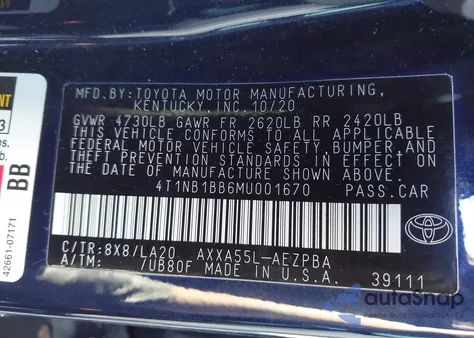 MFD.BY:TOYOTA MOTOR MANUFACTURING,
KENTUCKY,INC.10/20
GVWR 4730LB GAWR FR 2620LB RR 2420LB
THIS VEHICLE CONFORMS TO ALL APPLICABLE
FEDERAL MOTOR VEHICLE SAFETY,BUMPER,AND
THEFT PREVENTION STANDARDS IN EFFECT ON
THE DATE OF MANUFACTURE SHOWN ABOVE.
4T1NB1BB6MU001670 PASS.CAR
C/TR:8X8/LA20 AXXA55L-AEZPBA
A/TM: /UB80F MADE IN U.S.A. 39111
TOYOTA
3
s.
BB
42661-07171
autoSnap